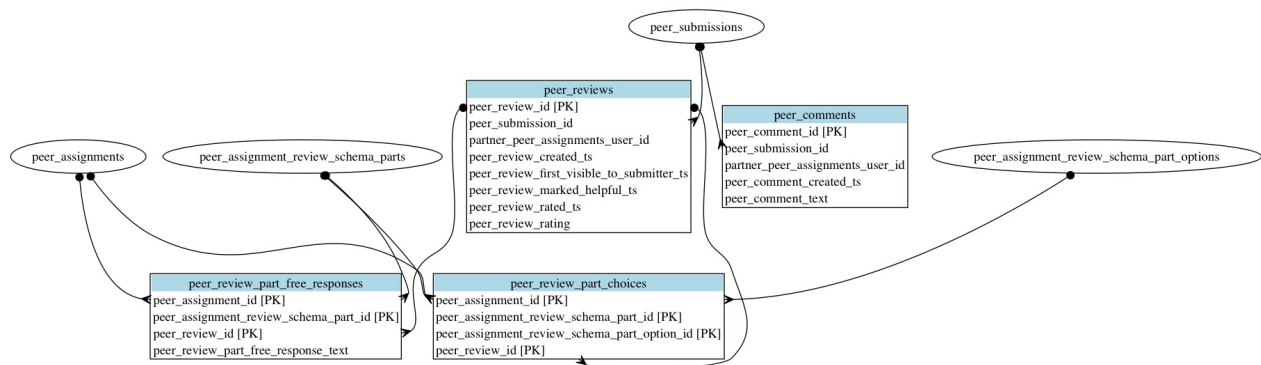 peer_submissions
peer_reviews
peer_review_id [PK]
peer_submission_id
partner_peer_assignments_user_id
peer_review_created_ts
peer_review_first_visible_to_submitter_ts
peer_review_marked_helpful_ts
peer_review_rated_ts
peer_review_rating
peer_comments
peer_comment_id [PK]
peer_submission_id
partner_peer_assignments_user_id
peer_comment_created_ts
peer_comment_text
peer_assignments
peer_assignment_review_schema_parts
peer_assignment_review_schema_part_options
peer_review_part_free_responses
peer_assignment_id [PK]
peer_assignment_review_schema_part_id [PK]
peer_review_id [PK]
peer_review_part_free_response_text
peer_review_part_choices
peer_assignment_id [PK]
peer_assignment_review_schema_part_id [PK]
peer_assignment_review_schema_part_option_id [PK]
peer_review_id [PK]